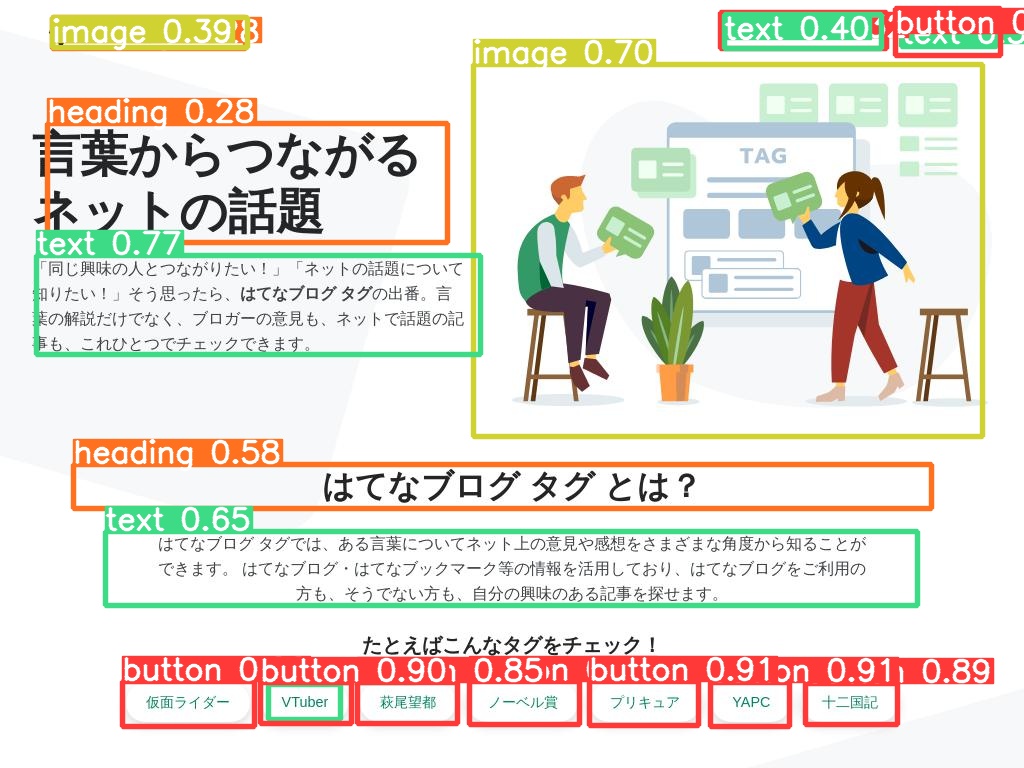 image 0.39
8
text 0.40
button 0
text 0.
image 0.70
heading 0.28
言葉からつながる
ネットの話題
TAG
text 0.77
「同じ興味の人とつながりたい！」「ネットの話題について
知りたい！」そう思ったら、はてなブログ タグの出番。言
葉の解説だけでなく、ブロガーの意見も、ネットで話題の記
事も、これひとつでチェックできます。
heading 0.58
はてなブログ タグ とは？
text 0.65
はてなブログ タグでは、ある言葉についてネット上の意見や感想をさまざまな角度から知ることが
できます。 はてなブログ・はてなブックマーク等の情報を活用しており、はてなブログをご利用の
方も、そうでない方も、自分の興味のある記事を探せます。
たとえばこんなタグをチェック！
button 0
button 0.90
0.85
button 0.91
0.91
0.89
仮面ライダー
VTuber
萩尾望都
ノーベル賞
プリキュア
YAPC
十二国記